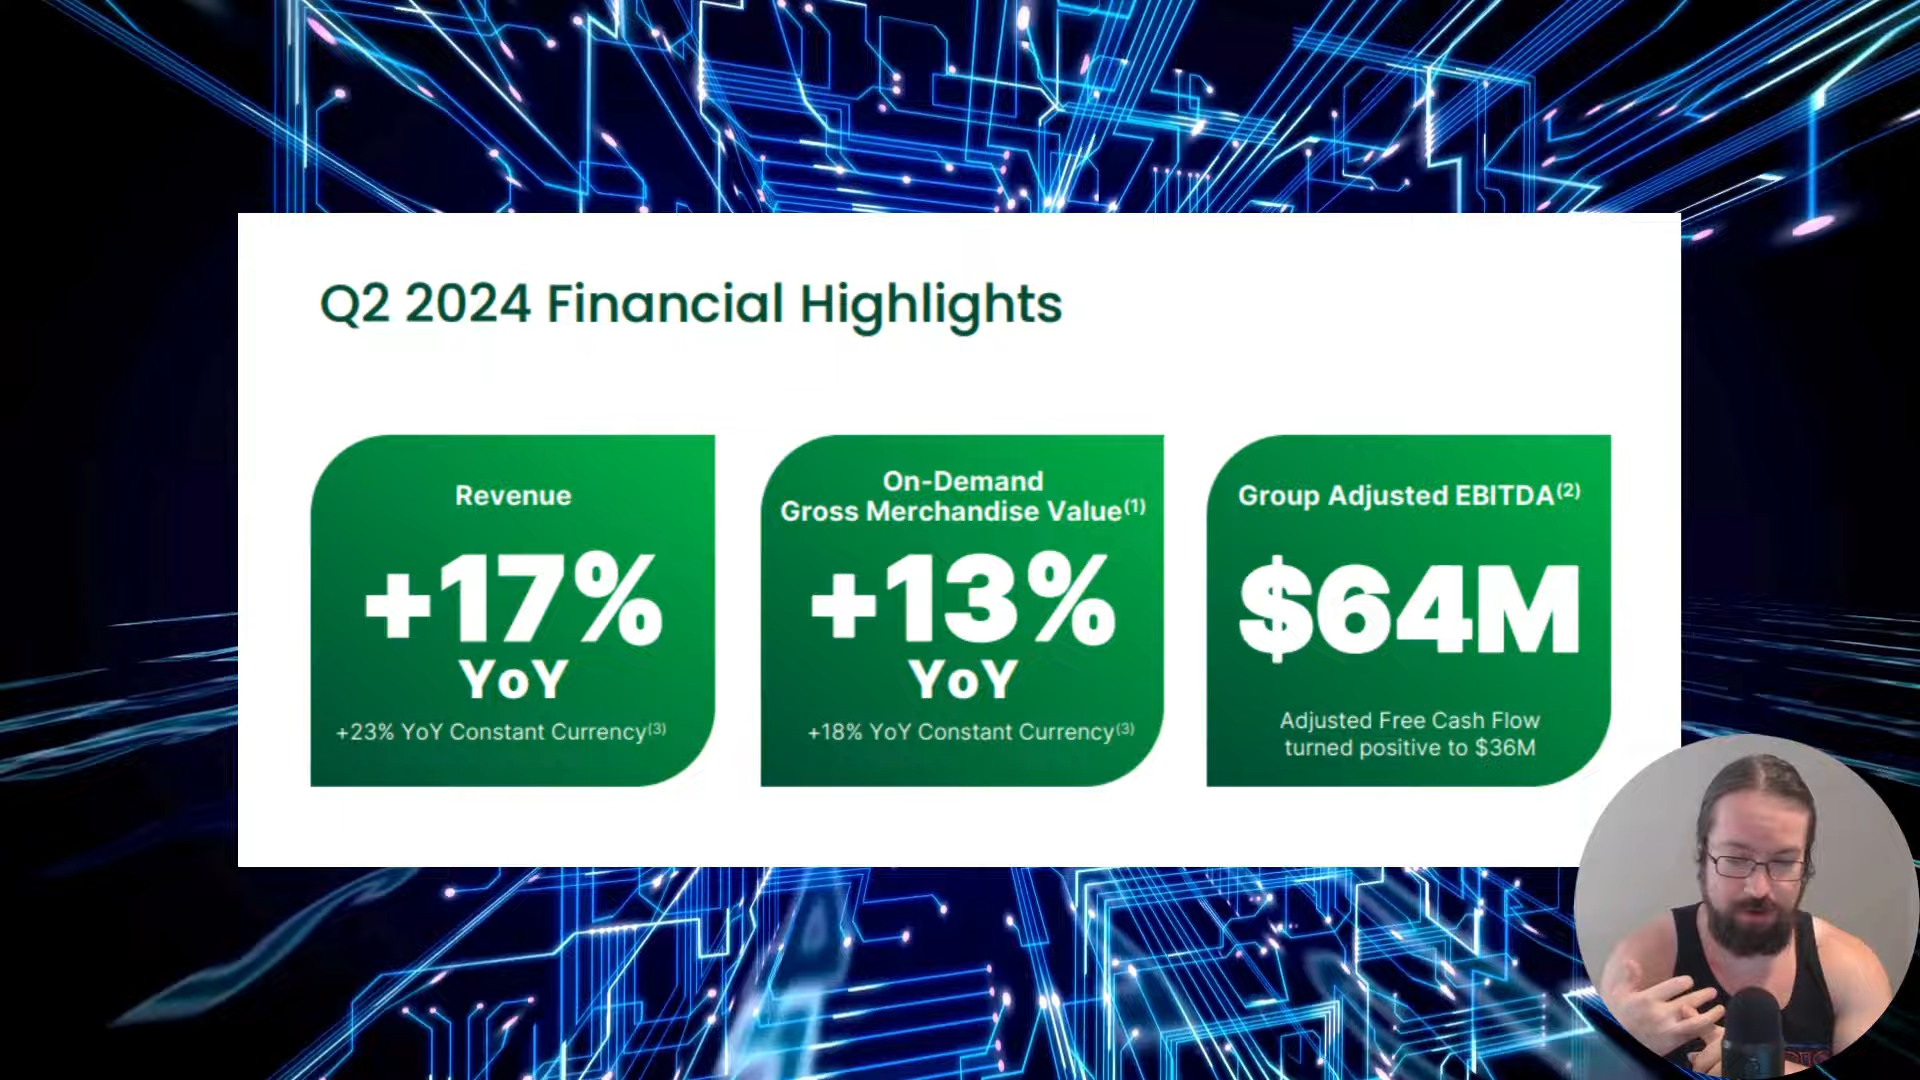 Q2 2024 Financial Highlights
Revenue
+17%
YoY
+23% YoY Constant Currency(3)
On-Demand
Gross Merchandise Value(1)
+13%
YoY
+18% YoY Constant Currency(3)
Group Adjusted EBITDA(2)
$64M
Adjusted Free Cash Flow
turned positive to $36M